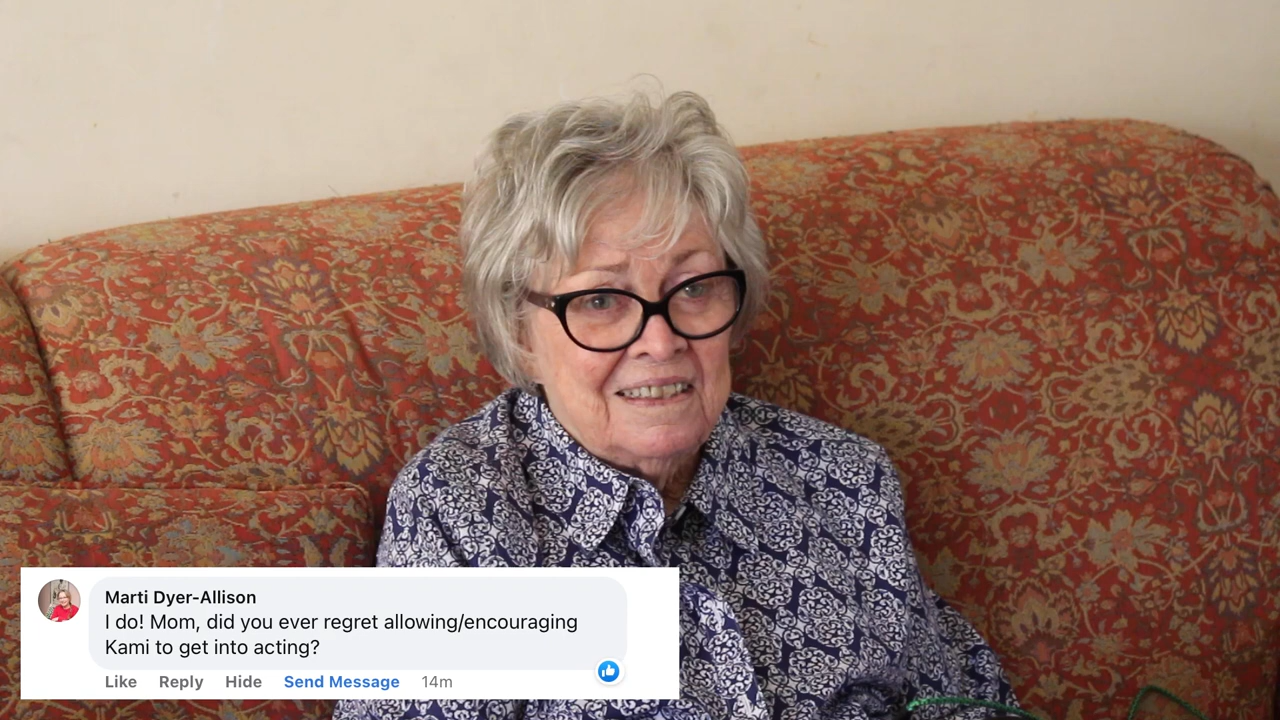 Marti Dyer-Allison
I do! Mom, did you ever regret allowing/encouraging
Kami to get into acting?
Like Reply Hide Send Message 14m